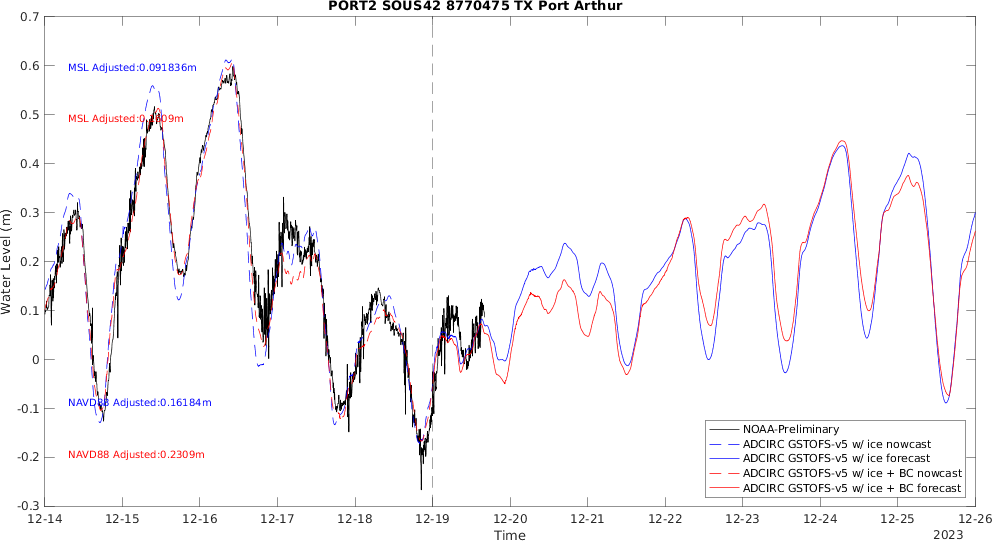 PORT2 SOUS42 8770475 TX Port Arthur
0.7
0.6
0.5
0.4
0.3
0.2
0.1
0
-0.1
-0.2
-0.3
Water Level (m)
MSL Adjusted:0.091836m
MSL Adjusted:
NAVD88 Adjusted:0.16184m
NAVD88 Adjusted:0.2309m
NOAA-Preliminary
ADCIRC GSTOFS-v5 w/ ice nowcast
ADCIRC GSTOFS-v5 w/ ice forecast
ADCIRC GSTOFS-v5 w/ ice + BC nowcast
ADCIRC GSTOFS-v5 w/ ice + BC forecast
12-14
12-15
12-16
12-17
12-18
12-19
12-20
12-21
12-22
12-23
12-24
12-25
12-26
Time
2023